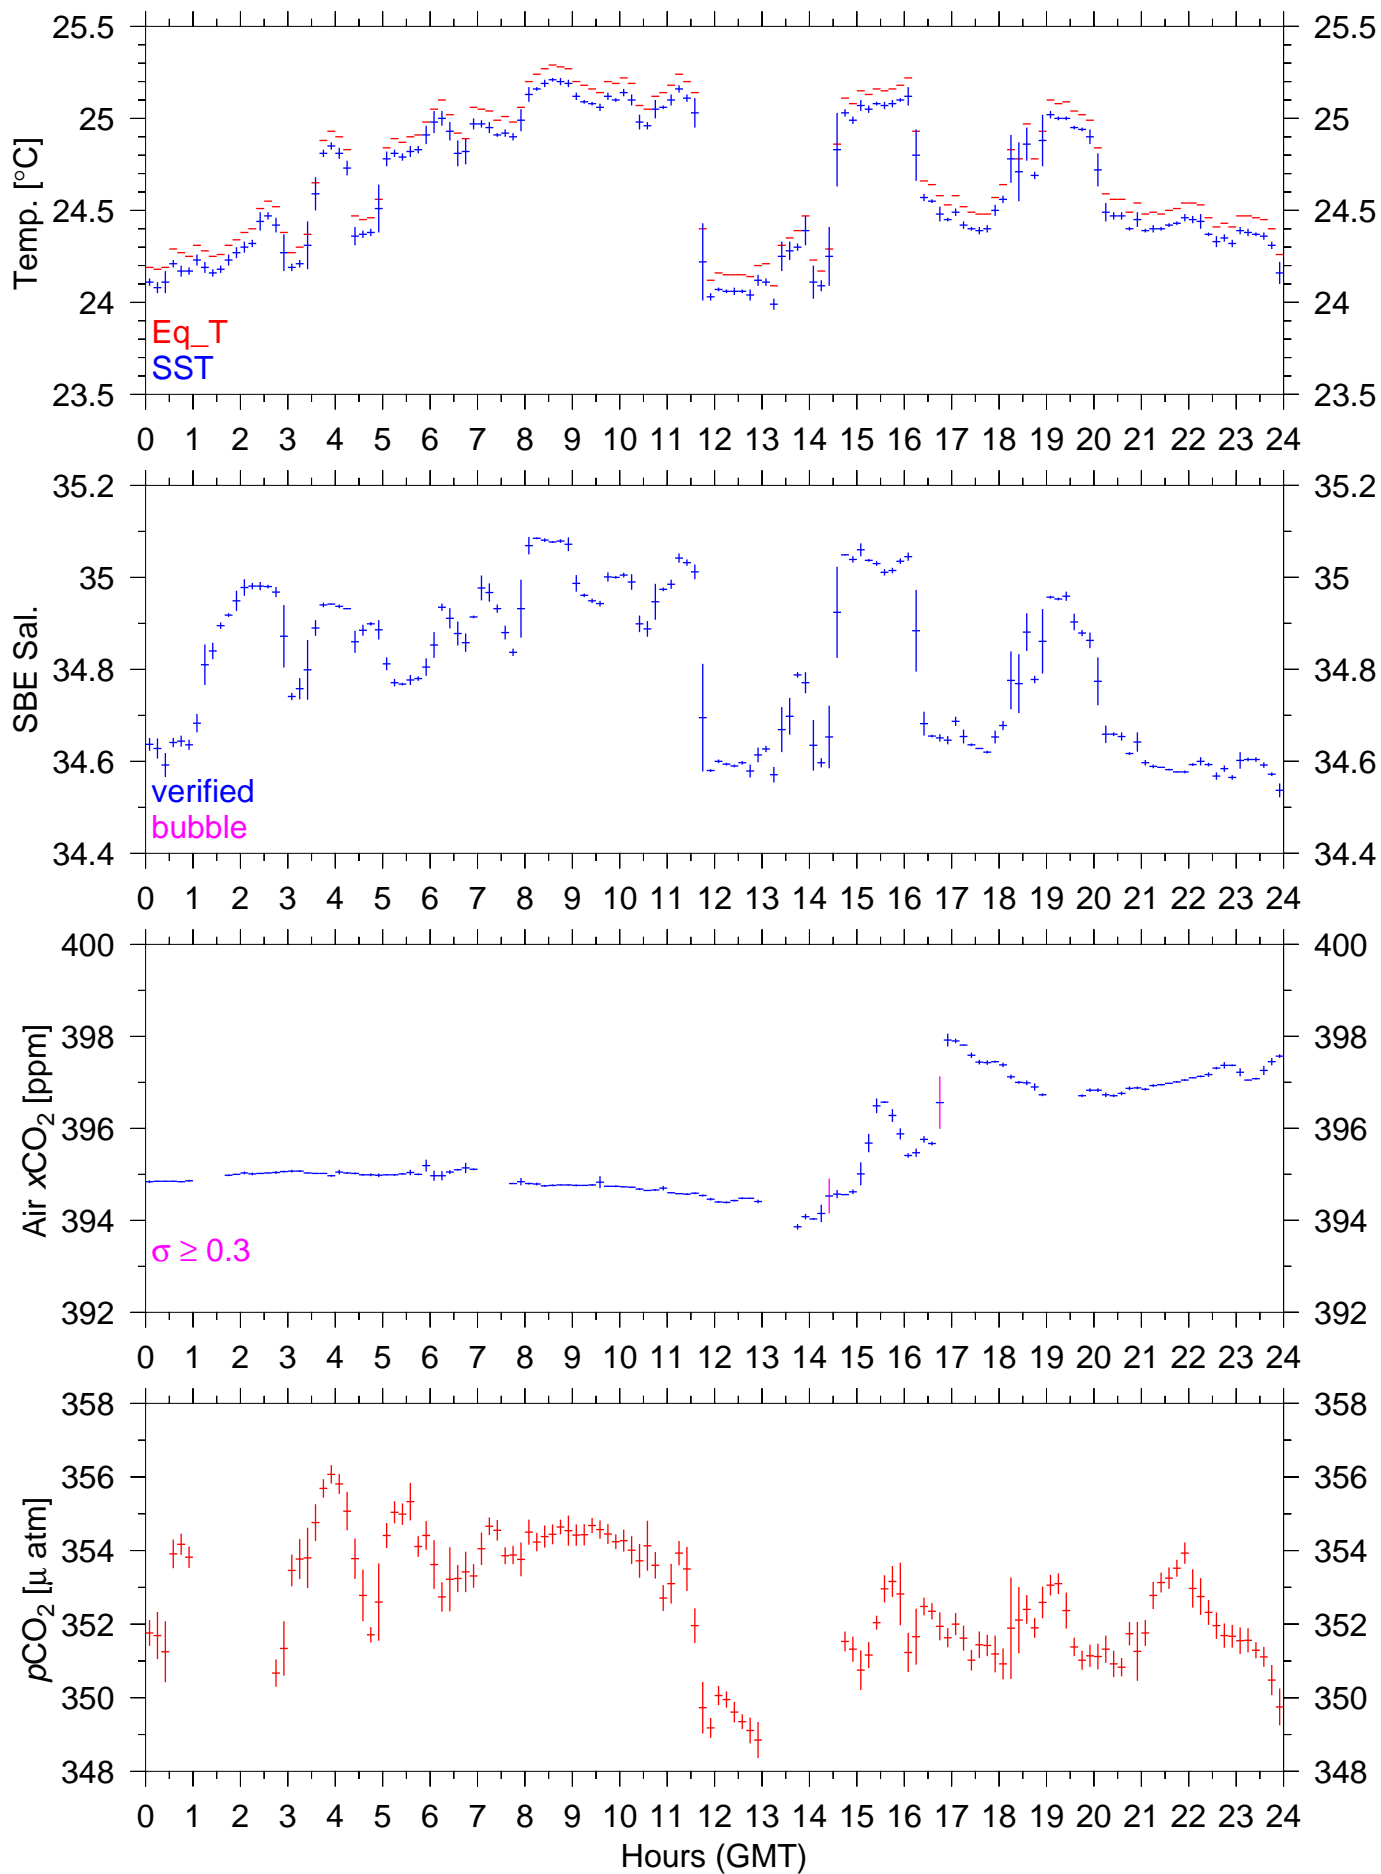 25.5 25.5
25 25
24.5 24.5
24 24
23.5 23.5
Temp. [°C]
Eq_T
SST
0 1 2 3 4 5 6 7 8 9 10 11 12 13 14 15 16 17 18 19 20 21 22 23 24
35.2 35.2
35 35
34.8 34.8
34.6 34.6
34.4 34.4
SBE Sal.
verified
bubble
0 1 2 3 4 5 6 7 8 9 10 11 12 13 14 15 16 17 18 19 20 21 22 23 24
400 400
398 398
396 396
394 394
392 392
Air xCO₂ [ppm]
σ ≥ 0.3
0 1 2 3 4 5 6 7 8 9 10 11 12 13 14 15 16 17 18 19 20 21 22 23 24
358 358
356 356
354 354
352 352
350 350
348 348
pCO₂ [μ atm]
0 1 2 3 4 5 6 7 8 9 10 11 12 13 14 15 16 17 18 19 20 21 22 23 24
Hours (GMT)